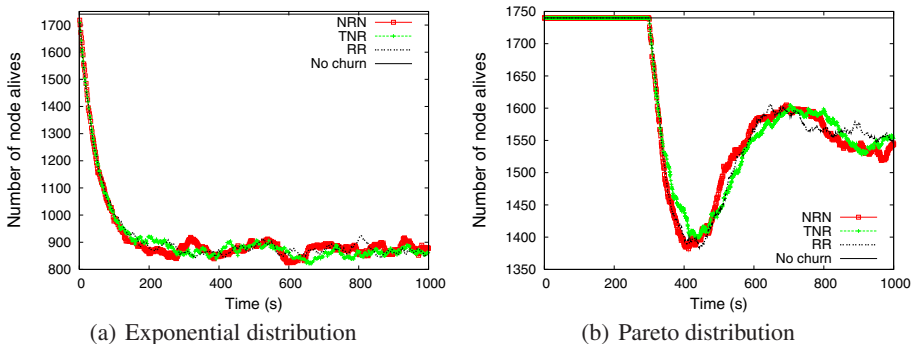 Number of node alives
1700
1600
1500
1400
1300
1200
1100
1000
900
800
0
200
400
600
800
1000
Time (s)
NRN
TNR
RR
No churn
(a) Exponential distribution
Number of node alives
1750
1700
1650
1600
1550
1500
1450
1400
1350
0
200
400
600
800
1000
Time (s)
NRN
TNR
RR
No churn
(b) Pareto distribution